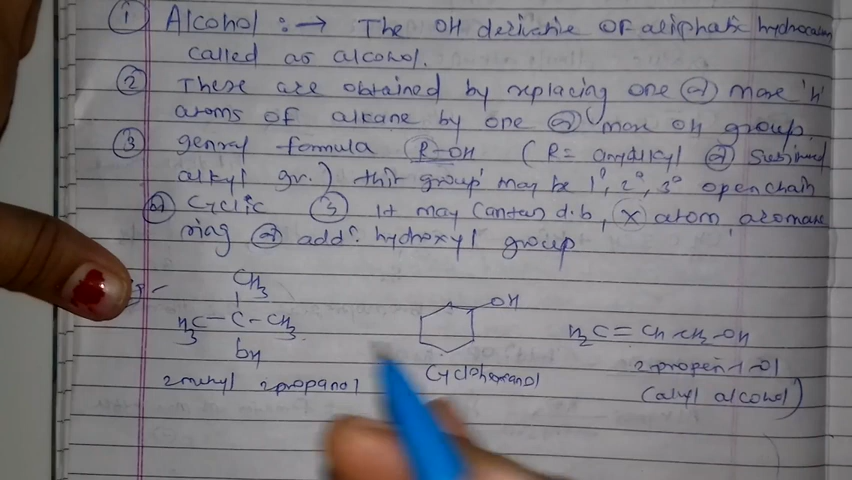 ① Alcohol :-> The OH derivative OF aliphatic hydrocarbon
called as alcohol.
② These are obtained by replacing one or more 'H'
atoms of alkane by one or more OH group.
③ genral formula R-OH (R= any alkyl or
alkyl gr.) this group may be 1°, 2°, 3° open chain
or cyclic ③ it may contan d.b, X atom, aromatic
ring or addn. hydroxyl group
CH3
H3C-C-CH3
OH
2 methyl 2 propanol
OH
Cyclohexanol
H2C=CH-CH2-OH
2 propen-1-ol
(allyl alcohol)